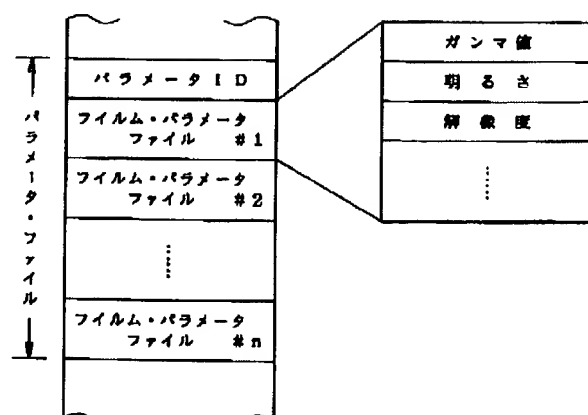 パラメータ・ファイル
パラメータID
フィルム・パラメータ
ファイル #1
フィルム・パラメータ
ファイル #2
フィルム・パラメータ
ファイル #n
ガンマ値
明るさ
解像度